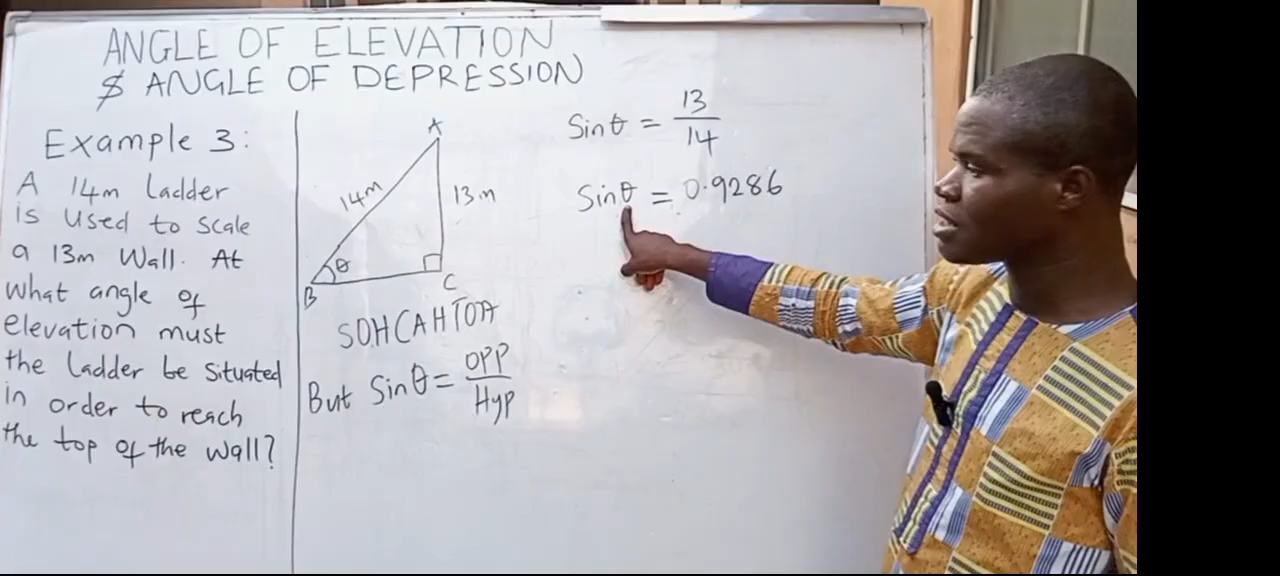 ANGLE OF ELEVATION
$ ANGLE OF DEPRESSION
Example 3:
A 14m Ladder
is used to scale
a 13m Wall. At
what angle of
elevation must
the ladder be situated
in order to reach
the top of the wall?
A
14m
13m
θ
B
C
SOHCAHTOA
But Sinθ = OPP
Hyp
Sinθ = 13
14
Sinθ = 0.9286